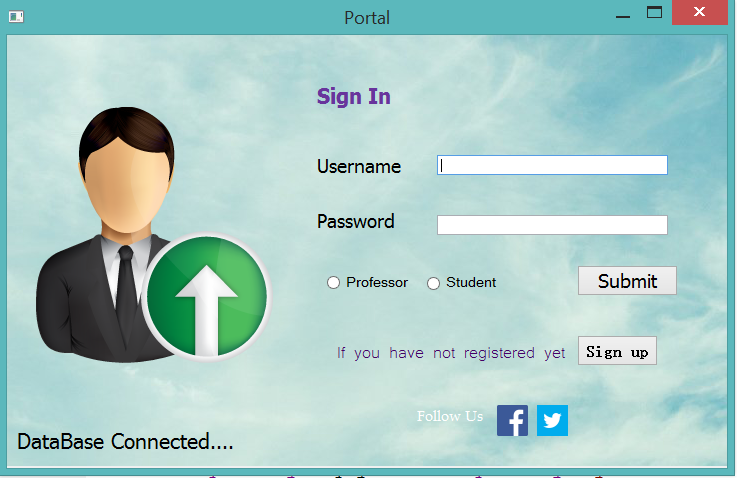 Portal
Sign In
Username
Password
Professor
Student
Submit
If you have not registered yet
Sign up
Follow Us
DataBase Connected....